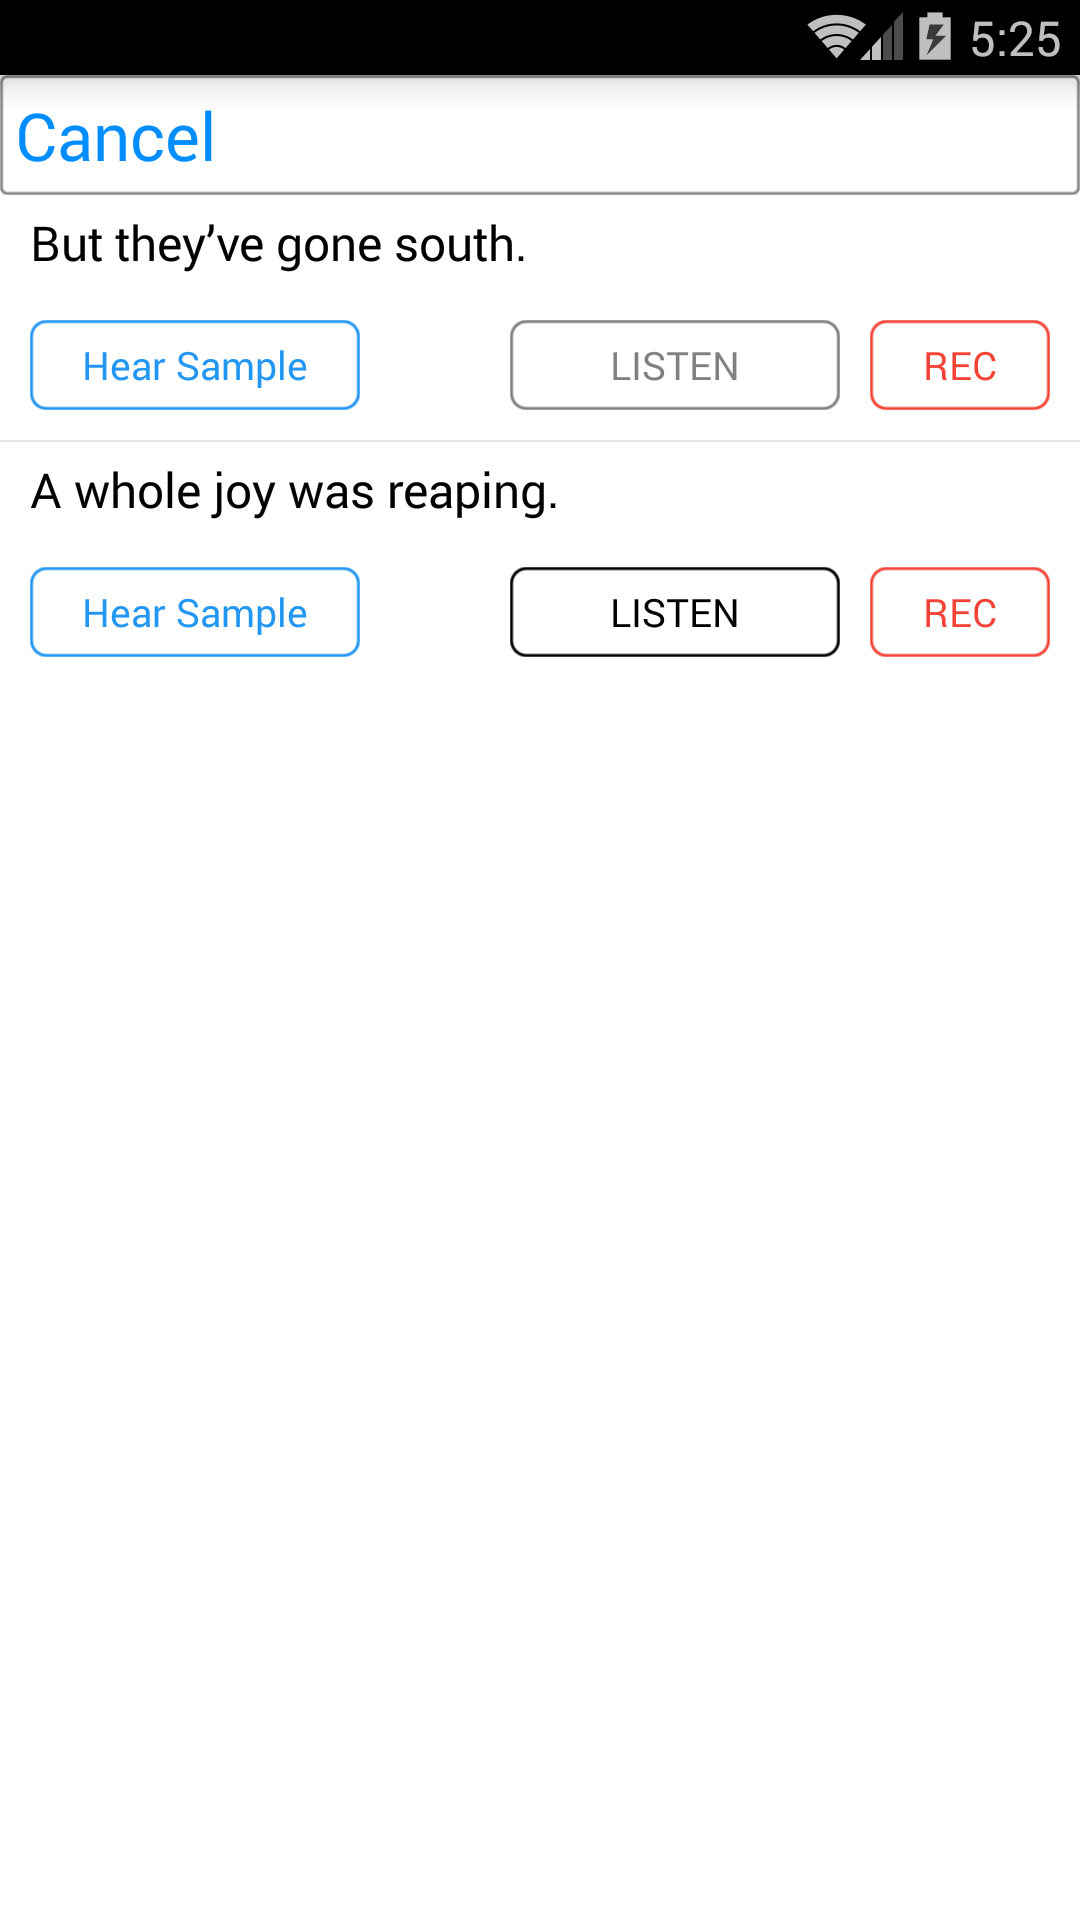 5:25
Cancel
But they’ve gone south.
Hear Sample LISTEN REC
A whole joy was reaping.
Hear Sample LISTEN REC